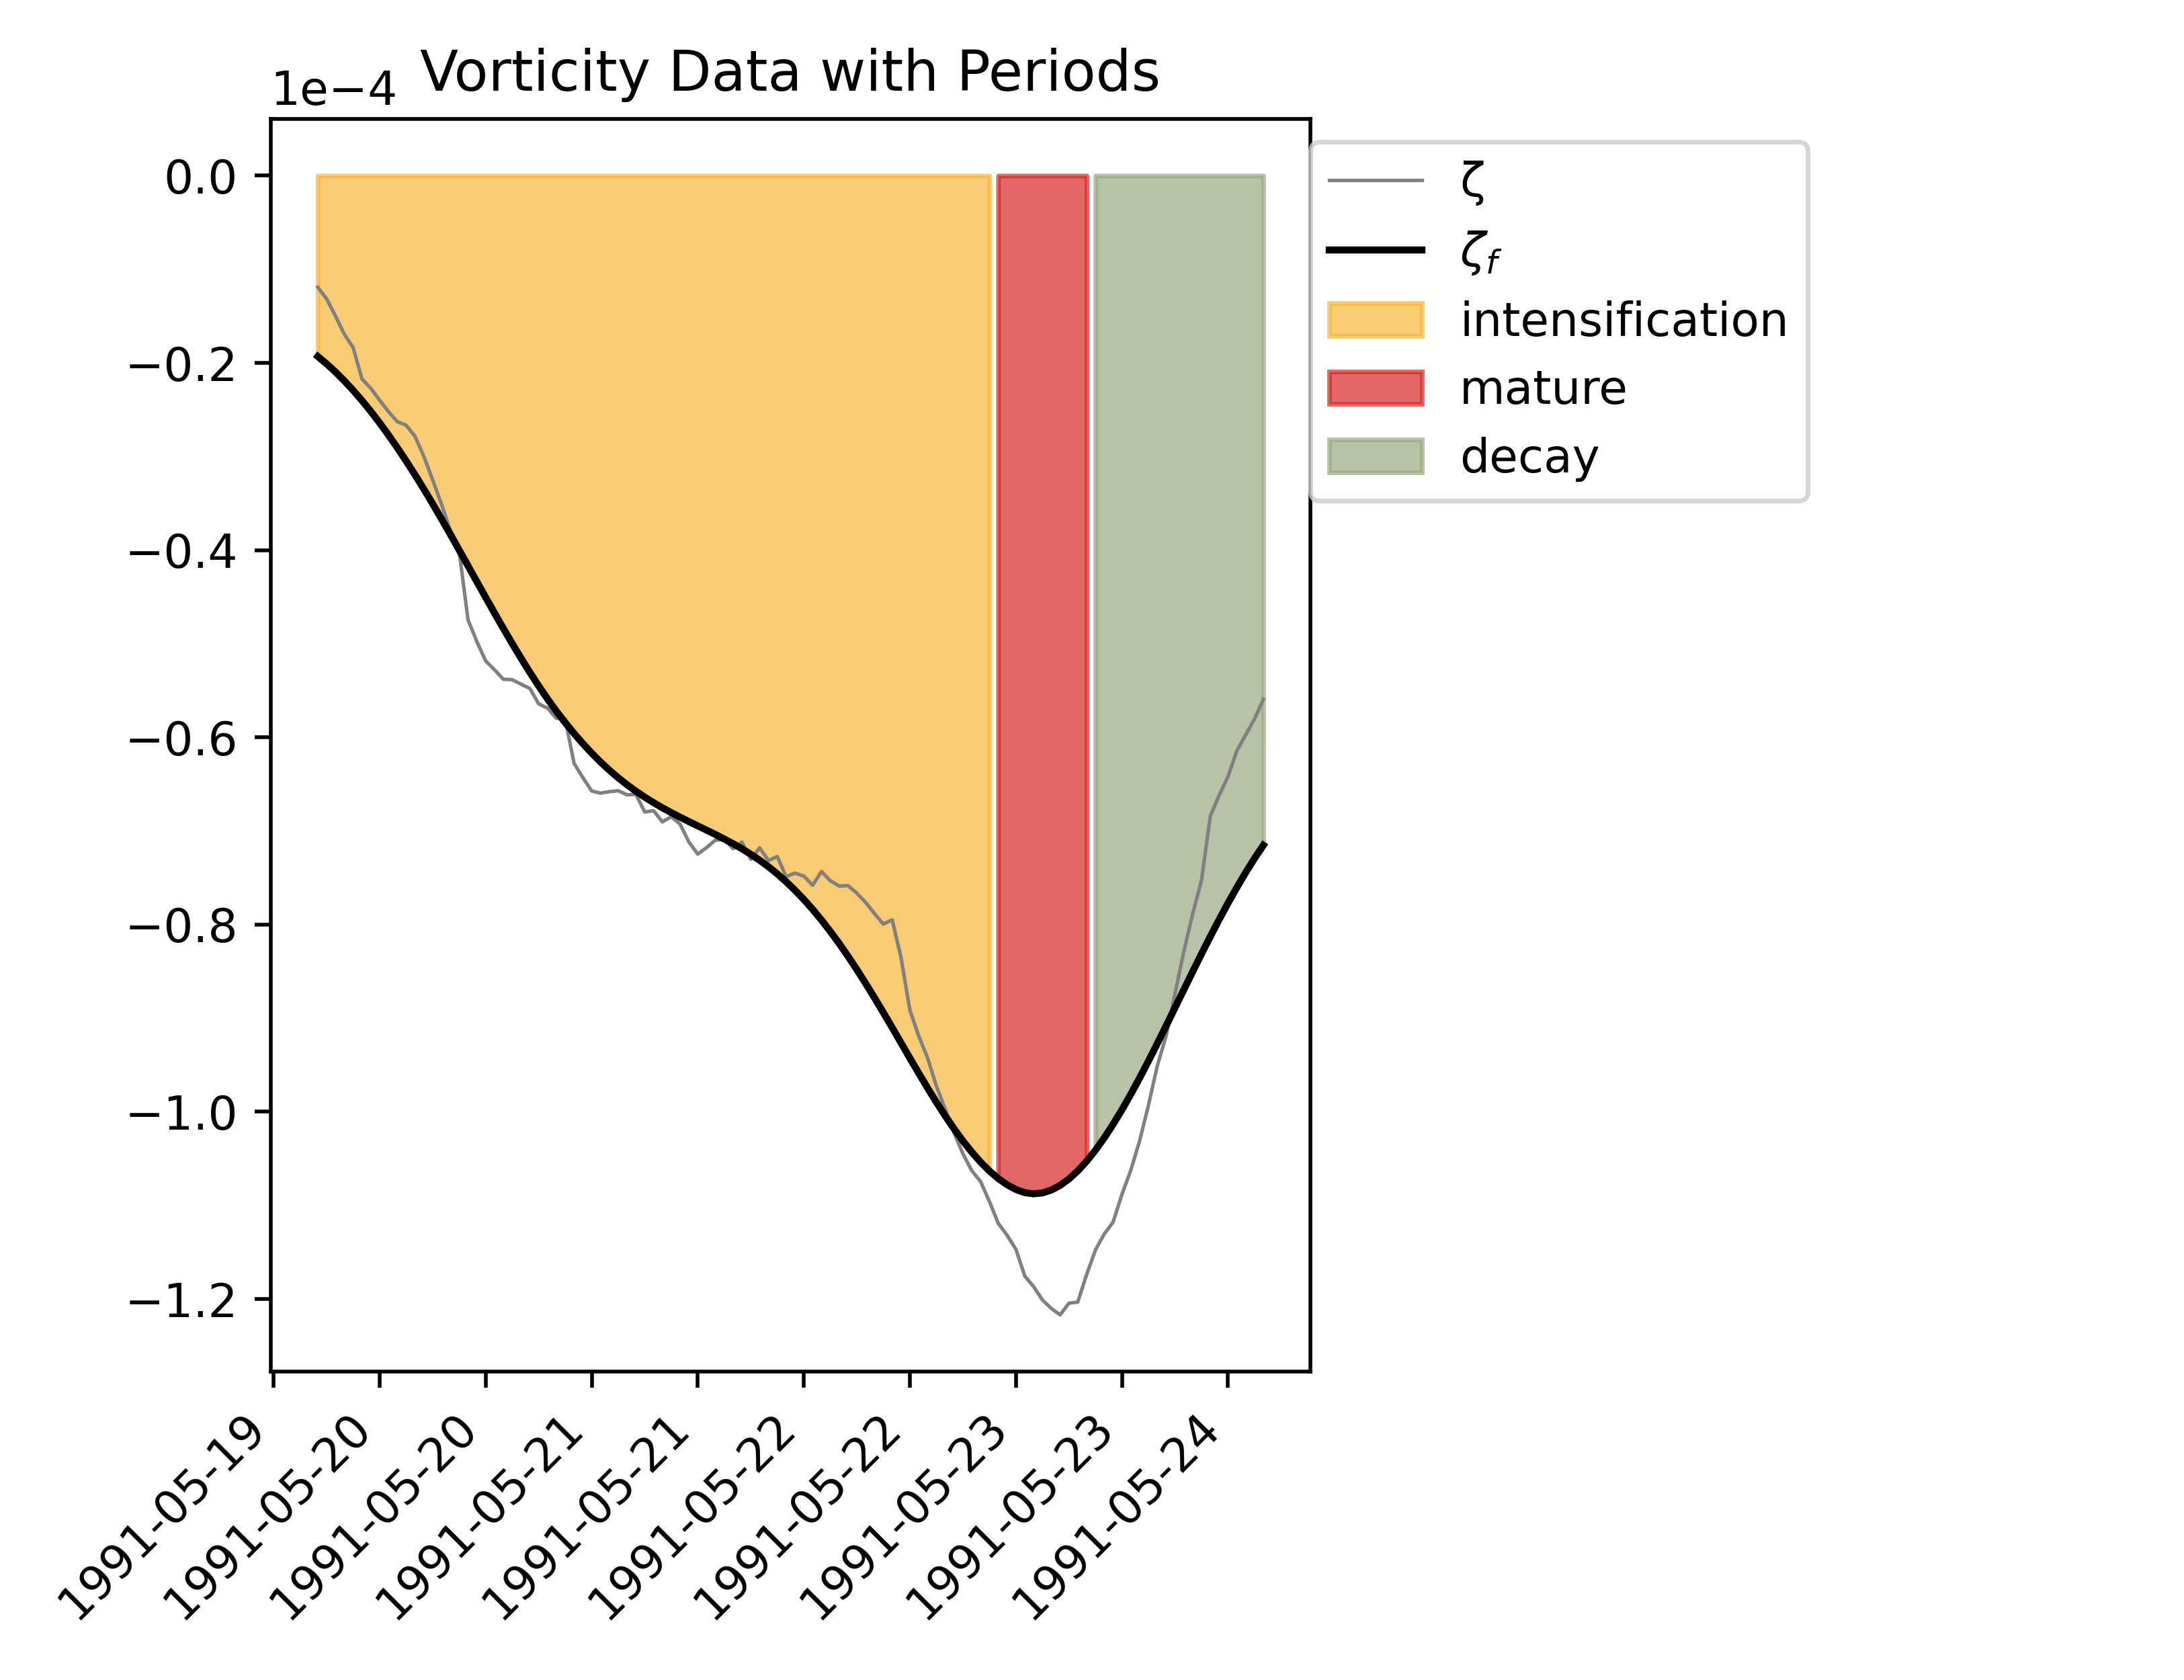 Vorticity Data with Periods
1e−4
0.0
−0.2
−0.4
−0.6
−0.8
−1.0
−1.2
1991-05-19
1991-05-20
1991-05-20
1991-05-21
1991-05-21
1991-05-22
1991-05-22
1991-05-23
1991-05-23
1991-05-24
ζ
ζf
intensification
mature
decay